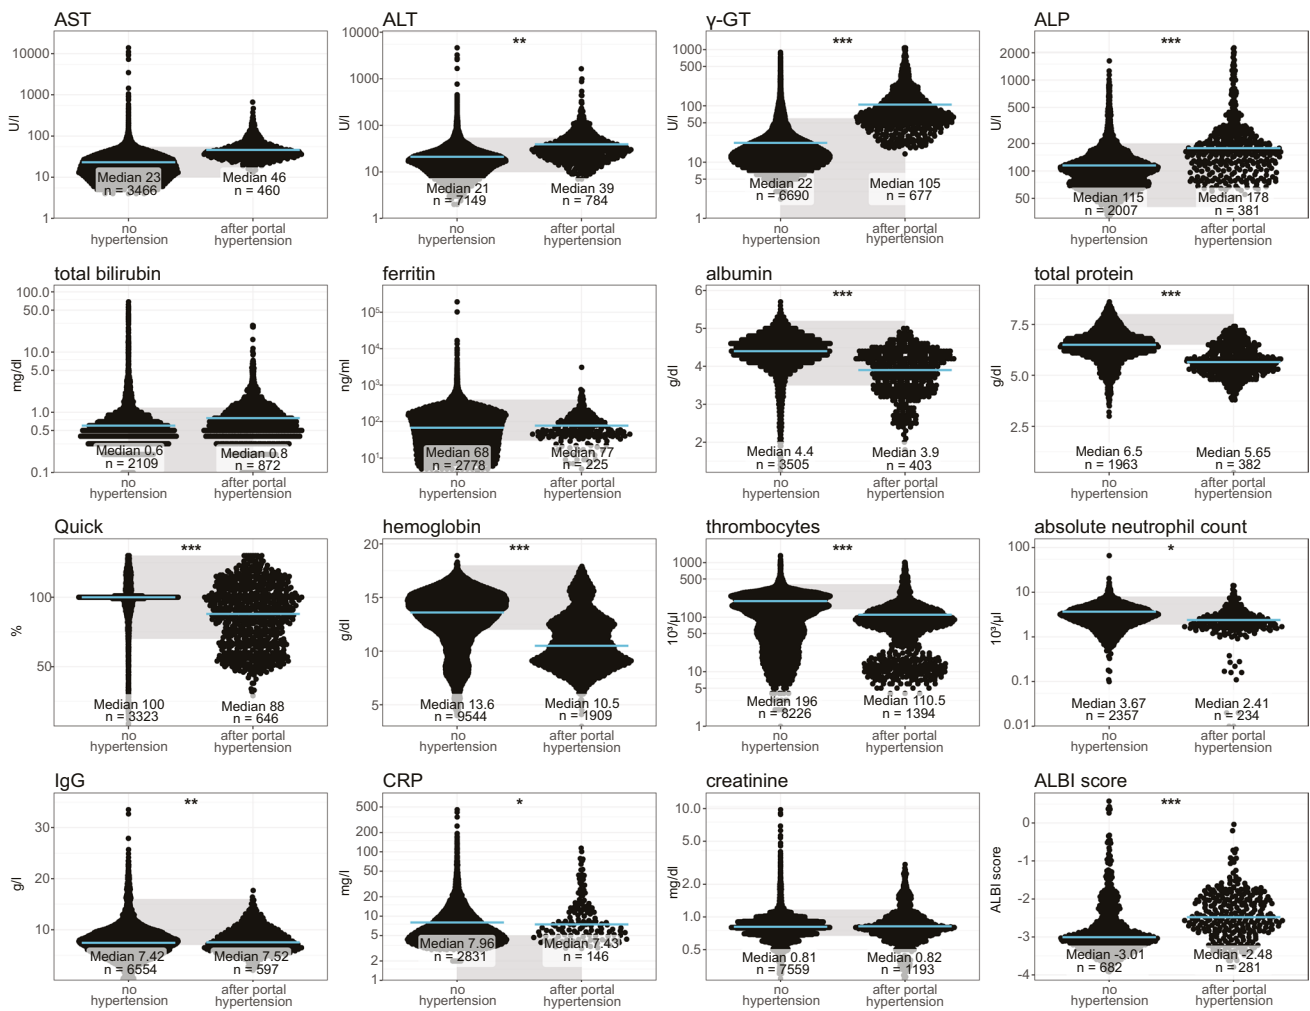 AST
U/l
10000
1000
100
10
1
Median 23
n = 3466
Median 46
n = 460
no
hypertension
after portal
hypertension
ALT
**
U/l
10000
1000
100
10
1
Median 21
n = 7149
Median 39
n = 784
no
hypertension
after portal
hypertension
γ-GT
***
U/l
1000
500
100
50
10
5
1
Median 22
n = 6690
Median 105
n = 677
no
hypertension
after portal
hypertension
ALP
***
U/l
2000
1000
500
200
100
50
Median 115
n = 2007
Median 178
n = 381
no
hypertension
after portal
hypertension
total bilirubin
mg/dl
100.0
50.0
10.0
5.0
1.0
0.5
0.1
Median 0.6
n = 2109
Median 0.8
n = 872
no
hypertension
after portal
hypertension
ferritin
ng/ml
10⁵
10⁴
10³
10²
10¹
Median 68
n = 2778
Median 77
n = 225
no
hypertension
after portal
hypertension
albumin
***
g/dl
6
5
4
3
2
Median 4.4
n = 3505
Median 3.9
n = 403
no
hypertension
after portal
hypertension
total protein
***
g/dl
7.5
5.0
2.5
Median 6.5
n = 1963
Median 5.65
n = 382
no
hypertension
after portal
hypertension
Quick
***
%
100
50
Median 100
n = 3323
Median 88
n = 646
no
hypertension
after portal
hypertension
hemoglobin
***
g/dl
20
15
10
5
Median 13.6
n = 9544
Median 10.5
n = 1909
no
hypertension
after portal
hypertension
thrombocytes
***
10³/µl
1000
500
100
50
10
5
1
Median 196
n = 8226
Median 110.5
n = 1394
no
hypertension
after portal
hypertension
absolute neutrophil count
*
10³/µl
100
10
1
0.1
0.01
Median 3.67
n = 2357
Median 2.41
n = 234
no
hypertension
after portal
hypertension
IgG
**
g/l
30
20
10
Median 7.42
n = 6554
Median 7.52
n = 597
no
hypertension
after portal
hypertension
CRP
*
mg/l
500
200
100
50
20
10
5
2
1
Median 7.96
n = 2831
Median 7.43
n = 146
no
hypertension
after portal
hypertension
creatinine
mg/dl
10.0
5.0
2.0
1.0
0.5
Median 0.81
n = 7559
Median 0.82
n = 1193
no
hypertension
after portal
hypertension
ALBI score
***
ALBI score
0
-1
-2
-3
-4
Median -3.01
n = 682
Median -2.48
n = 281
no
hypertension
after portal
hypertension